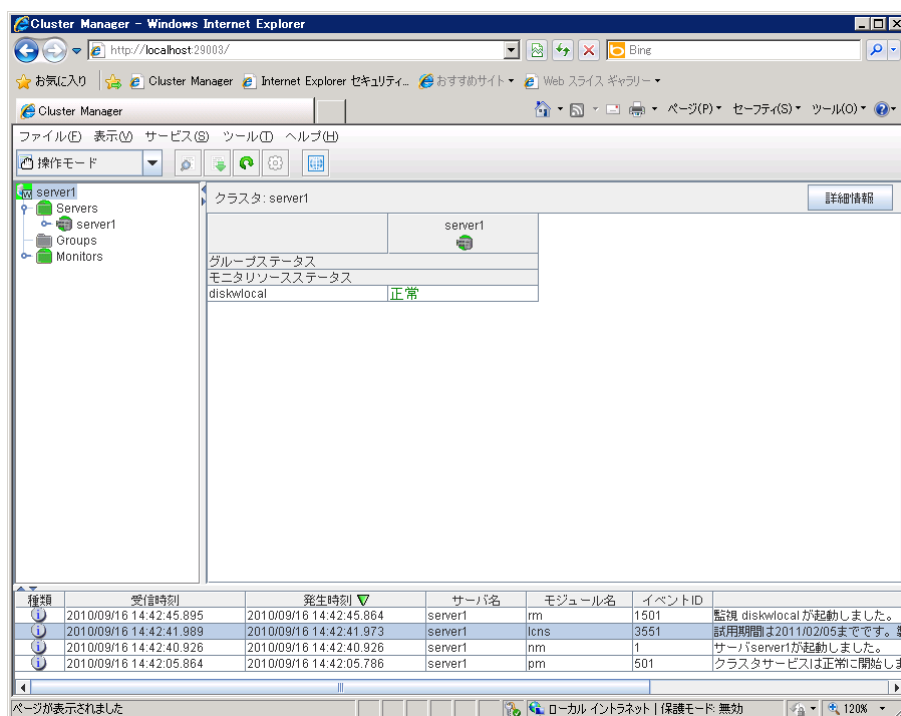 Cluster Manager - Windows Internet Explorer
http://localhost:29003/
Bing
お気に入り Cluster Manager Internet Explorer セキュリティ... おすすめサイト Web スライス ギャラリー
Cluster Manager ページ(P) セーフティ(S) ツール(O)
ファイル(F) 表示(V) サービス(S) ツール(T) ヘルプ(H)
操作モード
server1
Servers
server1
Groups
Monitors
クラスタ: server1 詳細情報
server1
グループステータス
モニタリソースステータス
diskwlocal 正常
種類 受信時刻 発生時刻 サーバ名 モジュール名 イベントID
2010/09/16 14:42:45.895 2010/09/16 14:42:45.864 server1 rm 1501 監視 diskwlocal が起動しました。
2010/09/16 14:42:41.989 2010/09/16 14:42:41.973 server1 lcns 3551 試用期間は2011/02/05までです。
2010/09/16 14:42:40.926 2010/09/16 14:42:40.926 server1 nm 1 サーバserver1が起動しました。
2010/09/16 14:42:05.864 2010/09/16 14:42:05.786 server1 pm 501 クラスタサービスは正常に開始し
ページが表示されました ローカル イントラネット | 保護モード: 無効 120%